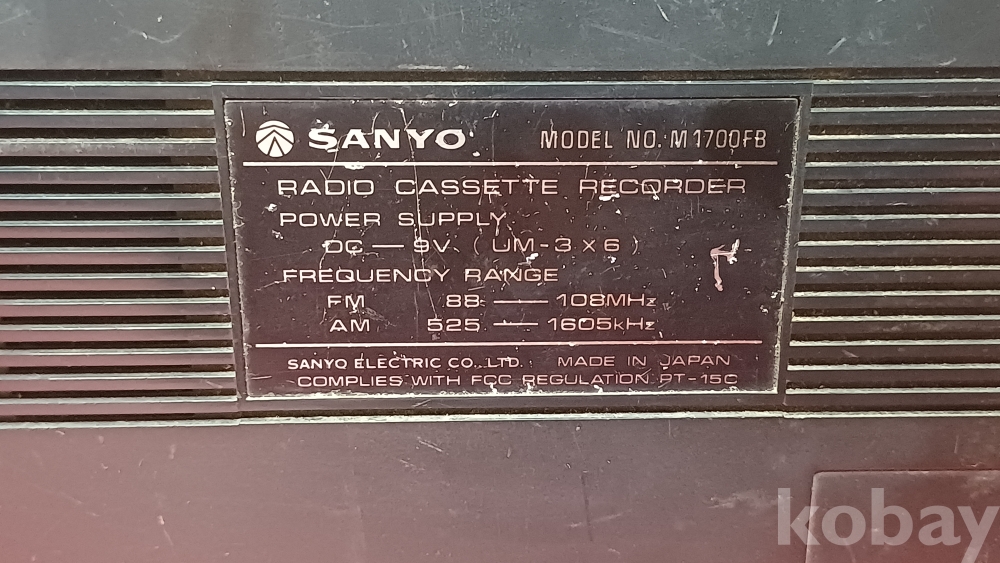 SANYO MODEL NO. M1700FB
RADIO CASSETTE RECORDER
POWER SUPPLY
DC — 9V ( UM-3 x 6 )
FREQUENCY RANGE
FM 88 — 108MHz
AM 525 — 1605kHz
SANYO ELECTRIC CO., LTD. MADE IN JAPAN
COMPLIES WITH FCC REGULATION PT-15C
kobay